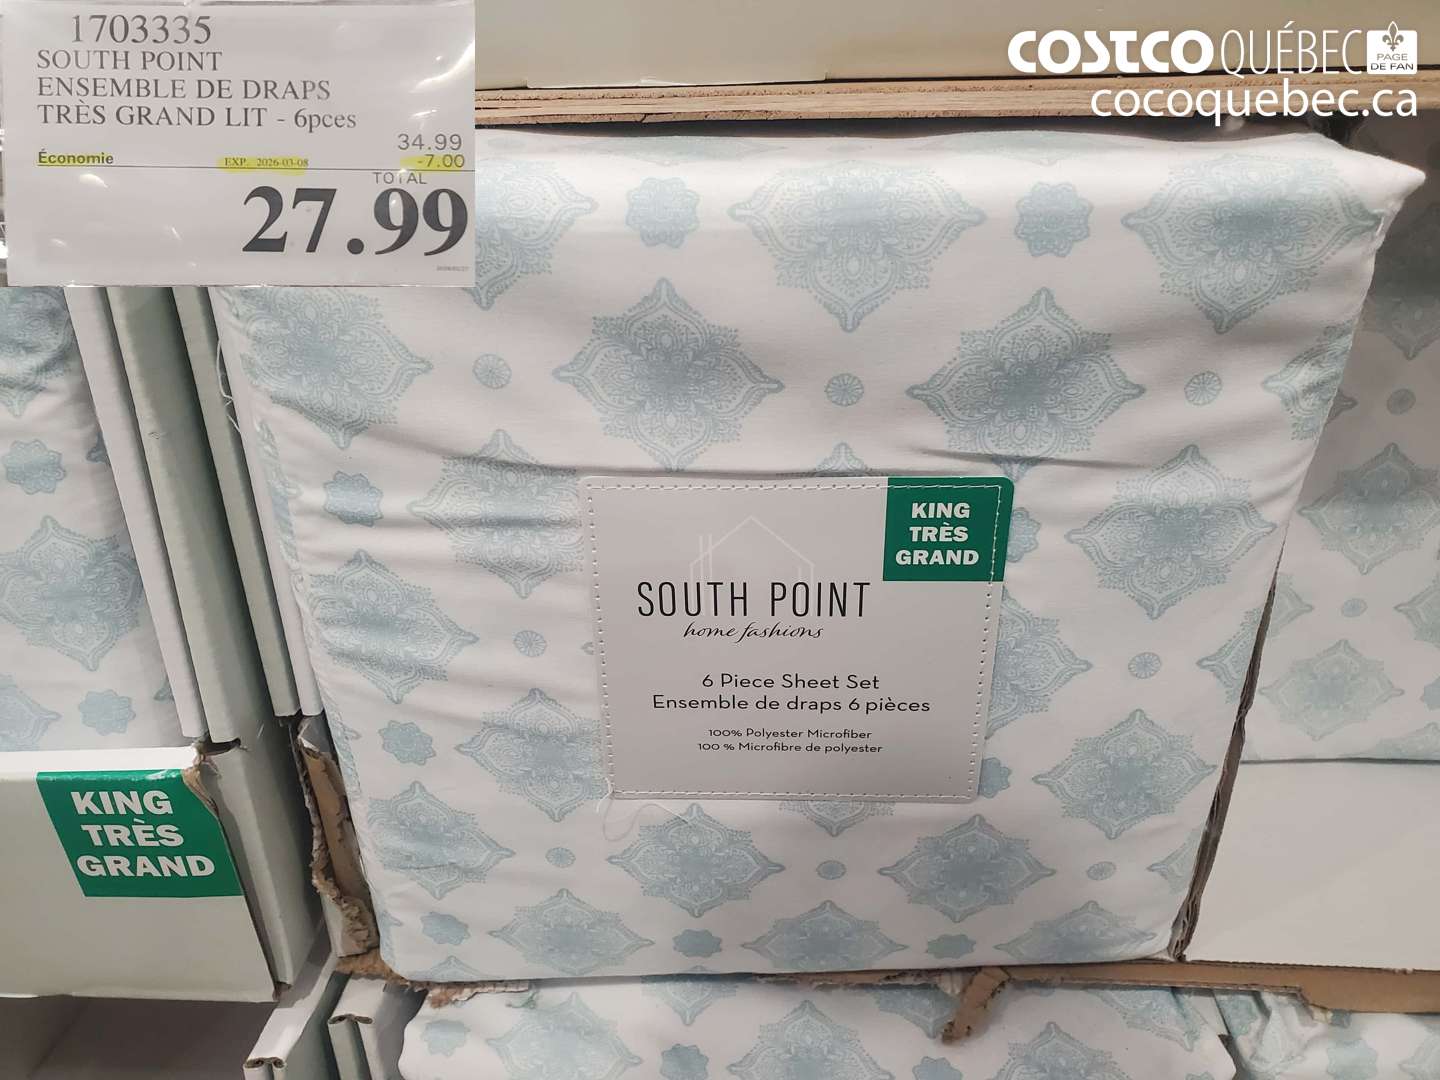 1703335
SOUTH POINT
ENSEMBLE DE DRAPS
TRÈS GRAND LIT - 6pces
34.99
Économie EXP. 2026-03-08 -7.00
TOTAL
27.99
COSTCO QUÉBEC PAGE DE FAN
cocoquebec.ca
KING
TRÈS
GRAND
SOUTH POINT
home fashions
6 Piece Sheet Set
Ensemble de draps 6 pièces
100% Polyester Microfiber
100 % Microfibre de polyester
KING
TRÈS
GRAND